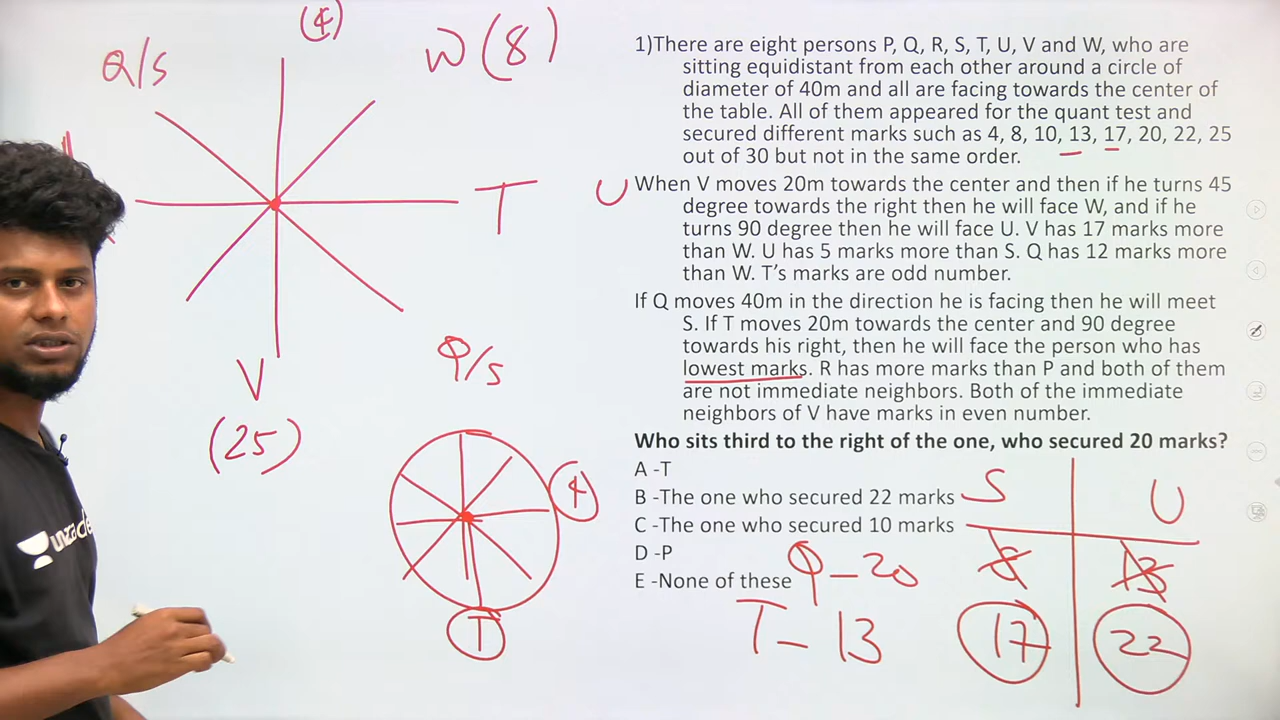 (4)
Q/S
W (8)
T
V
(25)
Q/S
4
T
1)There are eight persons P, Q, R, S, T, U, V and W, who are
sitting equidistant from each other around a circle of
diameter of 40m and all are facing towards the center of
the table. All of them appeared for the quant test and
secured different marks such as 4, 8, 10, 13, 17, 20, 22, 25
out of 30 but not in the same order.
U
When V moves 20m towards the center and then if he turns 45
degree towards the right then he will face W, and if he
turns 90 degree then he will face U. V has 17 marks more
than W. U has 5 marks more than S. Q has 12 marks more
than W. T's marks are odd number.
If Q moves 40m in the direction he is facing then he will meet
S. If T moves 20m towards the center and 90 degree
towards his right, then he will face the person who has
lowest marks. R has more marks than P and both of them
are not immediate neighbors. Both of the immediate
neighbors of V have marks in even number.
Who sits third to the right of the one, who secured 20 marks?
A -T
B -The one who secured 22 marks
C -The one who secured 10 marks
D -P
E -None of these
S U
8 13
17 22
Q - 20
T - 13